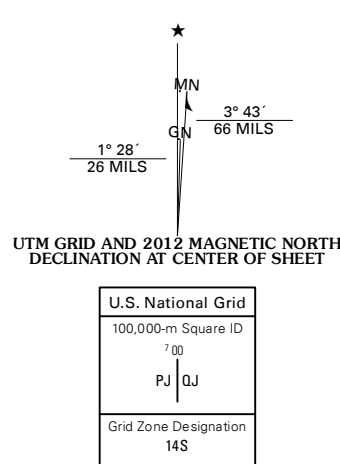 ★
MN
3° 43´
66 MILS
GN
1° 28´
26 MILS
UTM GRID AND 2012 MAGNETIC NORTH
DECLINATION AT CENTER OF SHEET
U.S. National Grid
100,000-m Square ID
7 00
PJ QJ
Grid Zone Designation
14S